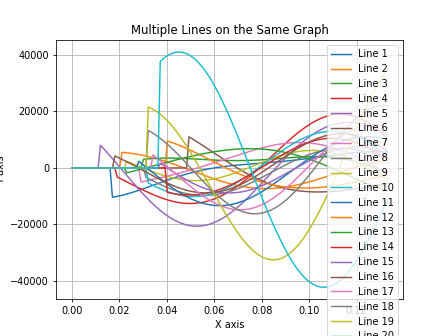 Multiple Lines on the Same Graph
40000
20000
0
−20000
−40000
0.00
0.02
0.04
0.06
0.08
0.10
X axis
axis
Line 1
Line 2
Line 3
Line 4
Line 5
Line 6
Line 7
Line 8
Line 9
Line 10
Line 11
Line 12
Line 13
Line 14
Line 15
Line 16
Line 17
Line 18
Line 19
Line 20